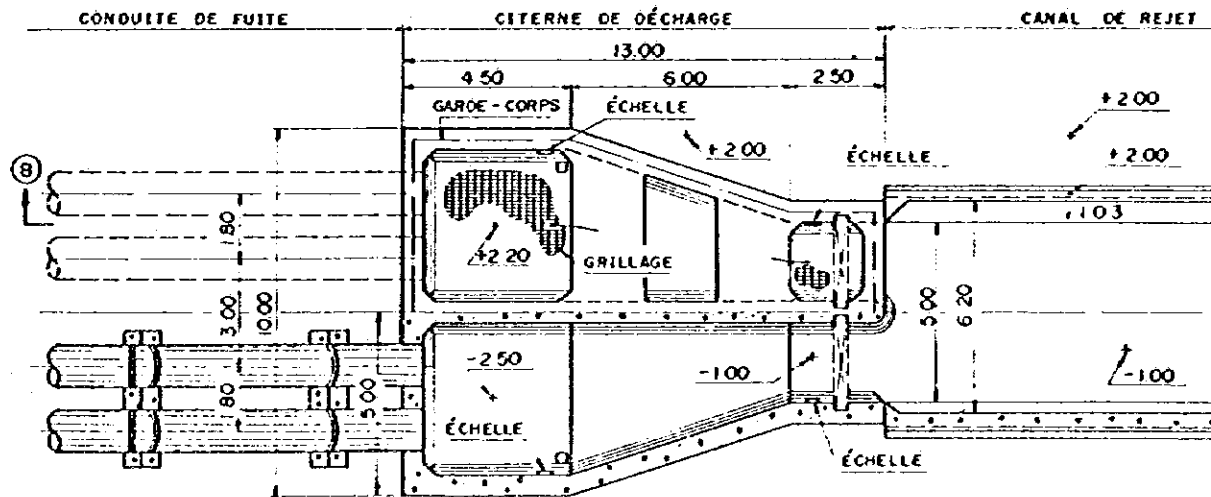 CONDUITE DE FUITE
CITERNE DE DÉCHARGE
CANAL DE REJET
13.00
4.50
6.00
2.50
GARDE-CORPS
ÉCHELLE
+2.00
+2.00
ÉCHELLE
+2.00
8
1.03
1.80
+2.20
GRILLAGE
3.00
10.00
5.00
6.20
-2.50
-1.00
-1.00
.80
5.00
ÉCHELLE
ÉCHELLE